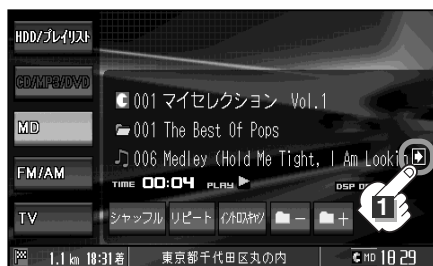 HDD/プレイリスト
CD/MP3/DVD
MD
FM/AM
TV
001 マイセレクション Vol.1
001 The Best Of Pops
006 Medley (Hold Me Tight, I Am Lookin
TIME 00:04 PLAY
DSP
シャッフル リピート イントロスキャン − +
1
1.1 km 18:31着 東京都千代田区丸の内 MD 18 29